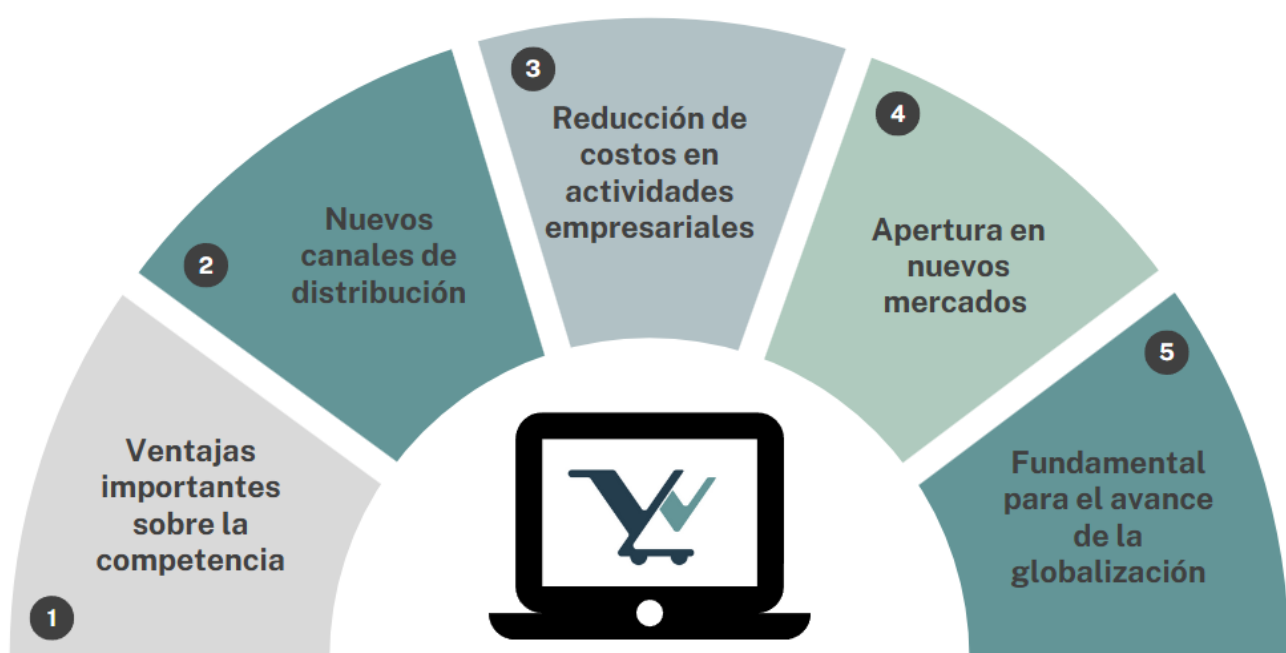 1
Ventajas
importantes
sobre la
competencia
2
Nuevos
canales de
distribución
3
Reducción de
costos en
actividades
empresariales
4
Apertura en
nuevos
mercados
5
Fundamental
para el avance
de la
globalización